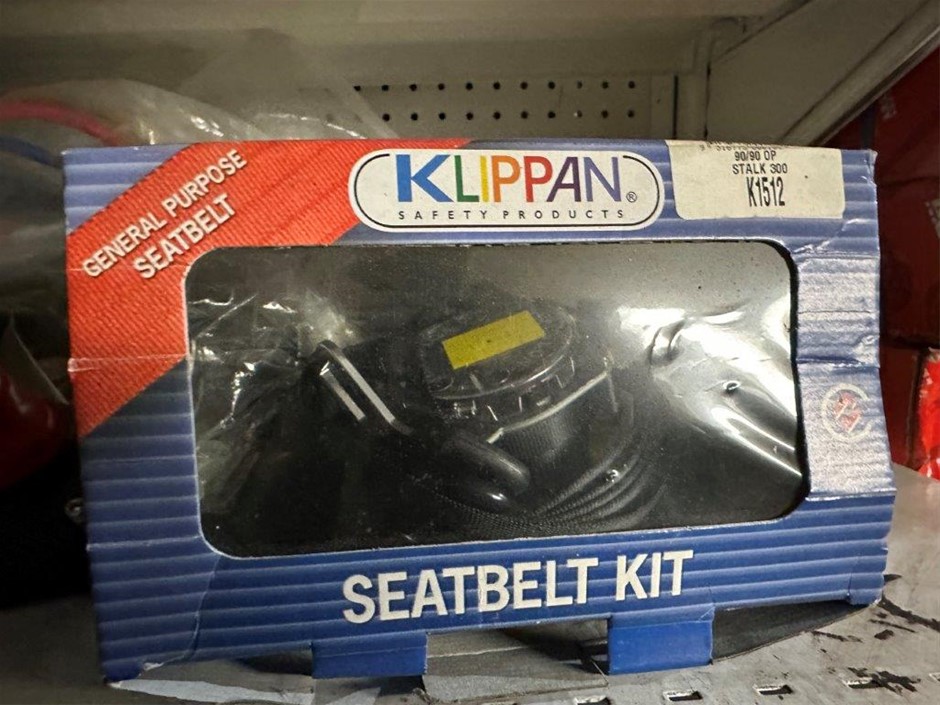 GENERAL PURPOSE
SEATBELT
KLIPPAN®
SAFETY PRODUCTS
90/90 OP
STALK 300
K1512
SEATBELT KIT